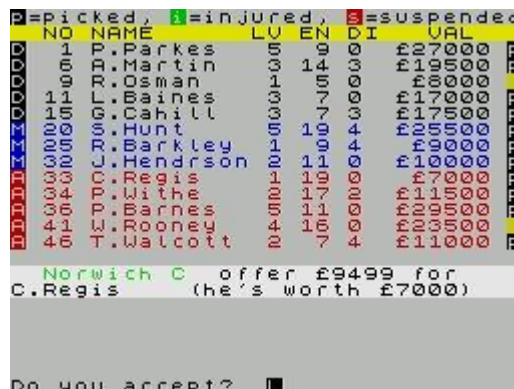 p=picked, i=injured, s=suspended
NO NAME LV EN DI VAL
D 1 P.Parkes 5 9 0 £27000 p
D 6 A.Martin 3 14 3 £19500 p
D 9 R.Osman 1 5 0 £8000
D 11 L.Baines 3 7 0 £17000 p
D 15 G.Cahill 3 7 3 £17500 p
M 20 S.Hunt 5 19 4 £25500 p
M 25 R.Barkley 1 9 4 £9000 p
M 32 J.Hendrson 2 11 0 £10000 p
A 33 C.Regis 1 19 0 £7000 p
A 34 P.Withe 2 17 2 £11500 p
A 36 P.Barnes 5 11 0 £29500 p
A 41 W.Rooney 4 16 0 £23500
A 46 T.Walcott 2 7 4 £11000 p
Norwich C offer £9499 for
C.Regis (he's worth £7000)
Do you accept? L